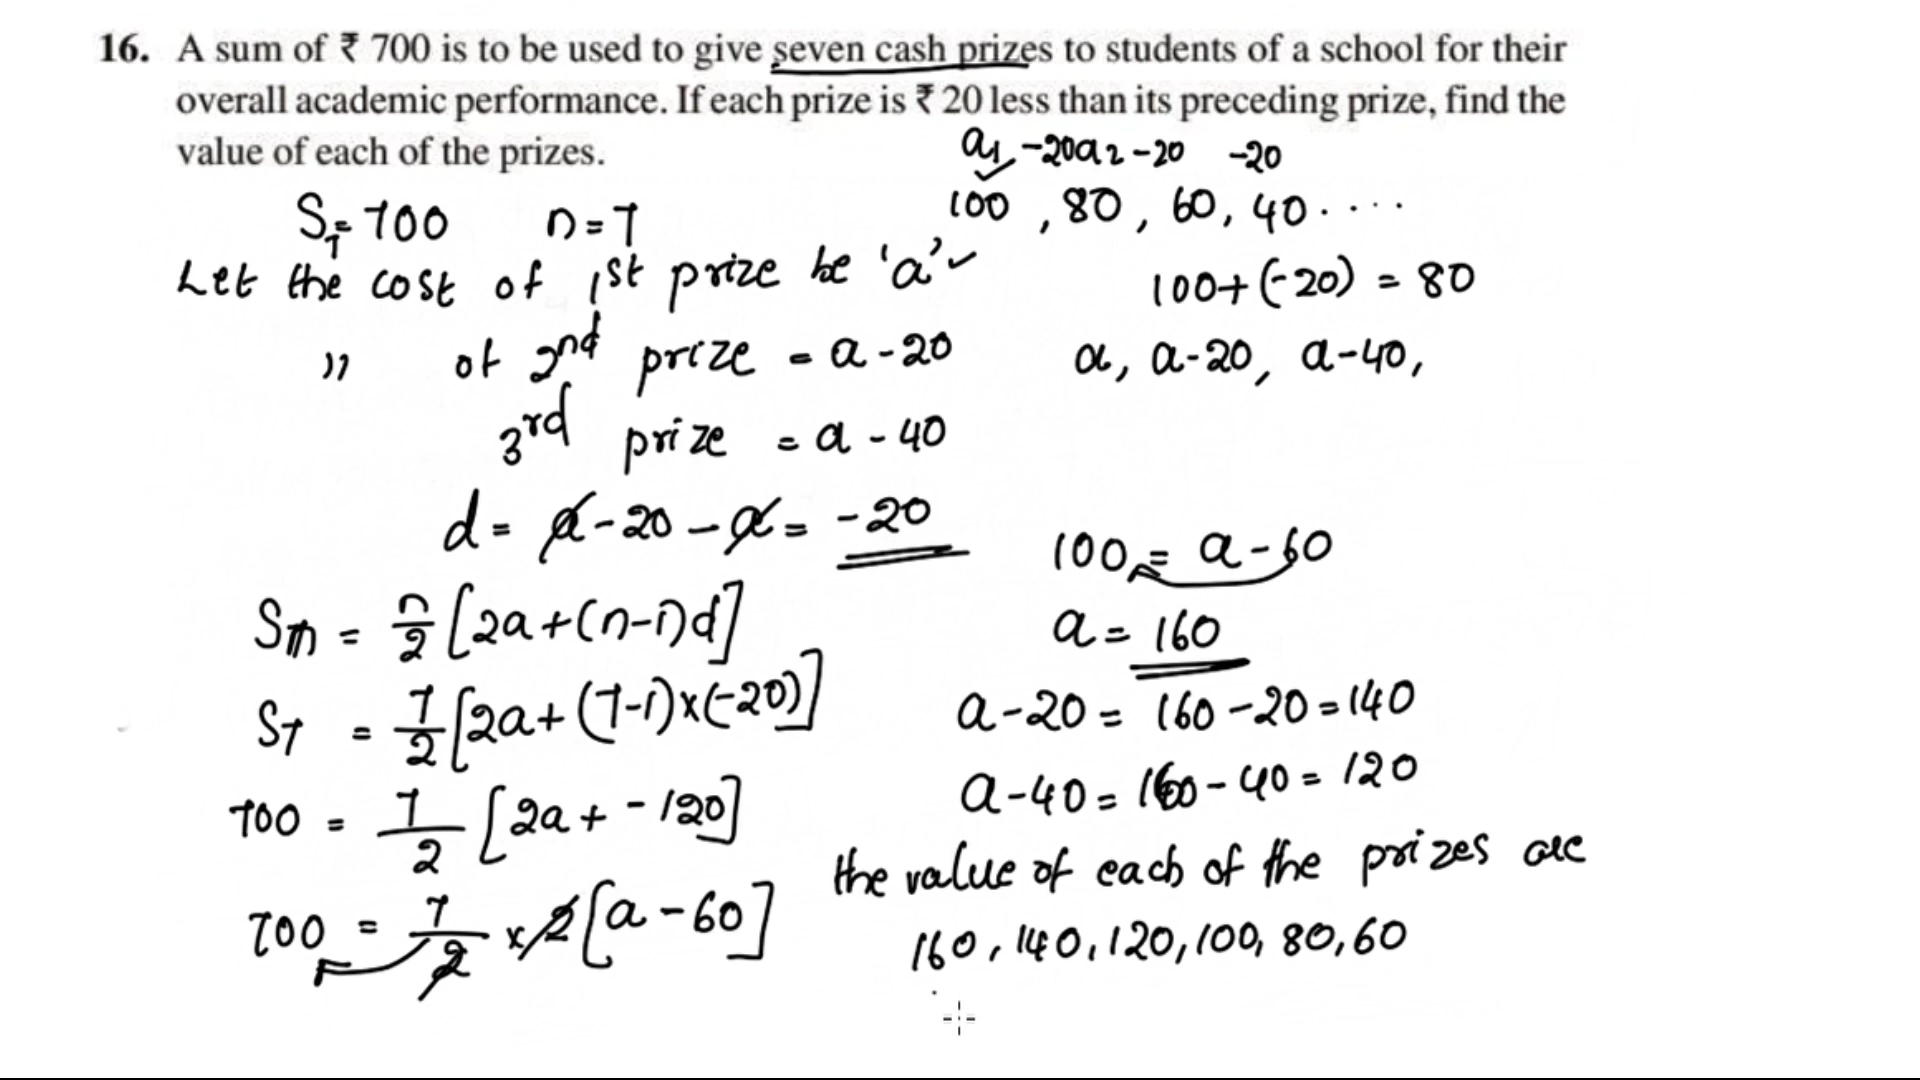 16. A sum of ₹ 700 is to be used to give seven cash prizes to students of a school for their
overall academic performance. If each prize is ₹ 20 less than its preceding prize, find the
value of each of the prizes.
a1 -20 a2 -20 -20
S7 = 700 n = 7
100 , 80 , 60, 40 . . . .
Let the cost of 1st prize be 'a' ✓
100 + (-20) = 80
" of 2nd prize = a - 20
a, a-20, a-40,
3rd prize = a - 40
d = a - 20 - a = -20
100 = a - 60
Sn = n/2 [2a + (n-1)d]
a = 160
S7 = 7/2 [2a + (7-1)×(-20)]
a - 20 = 160 - 20 = 140
700 = 7/2 [2a + -120]
a - 40 = 160 - 40 = 120
the value of each of the prizes are
700 = 7/2 × 2 [a - 60]
160, 140, 120, 100, 80, 60